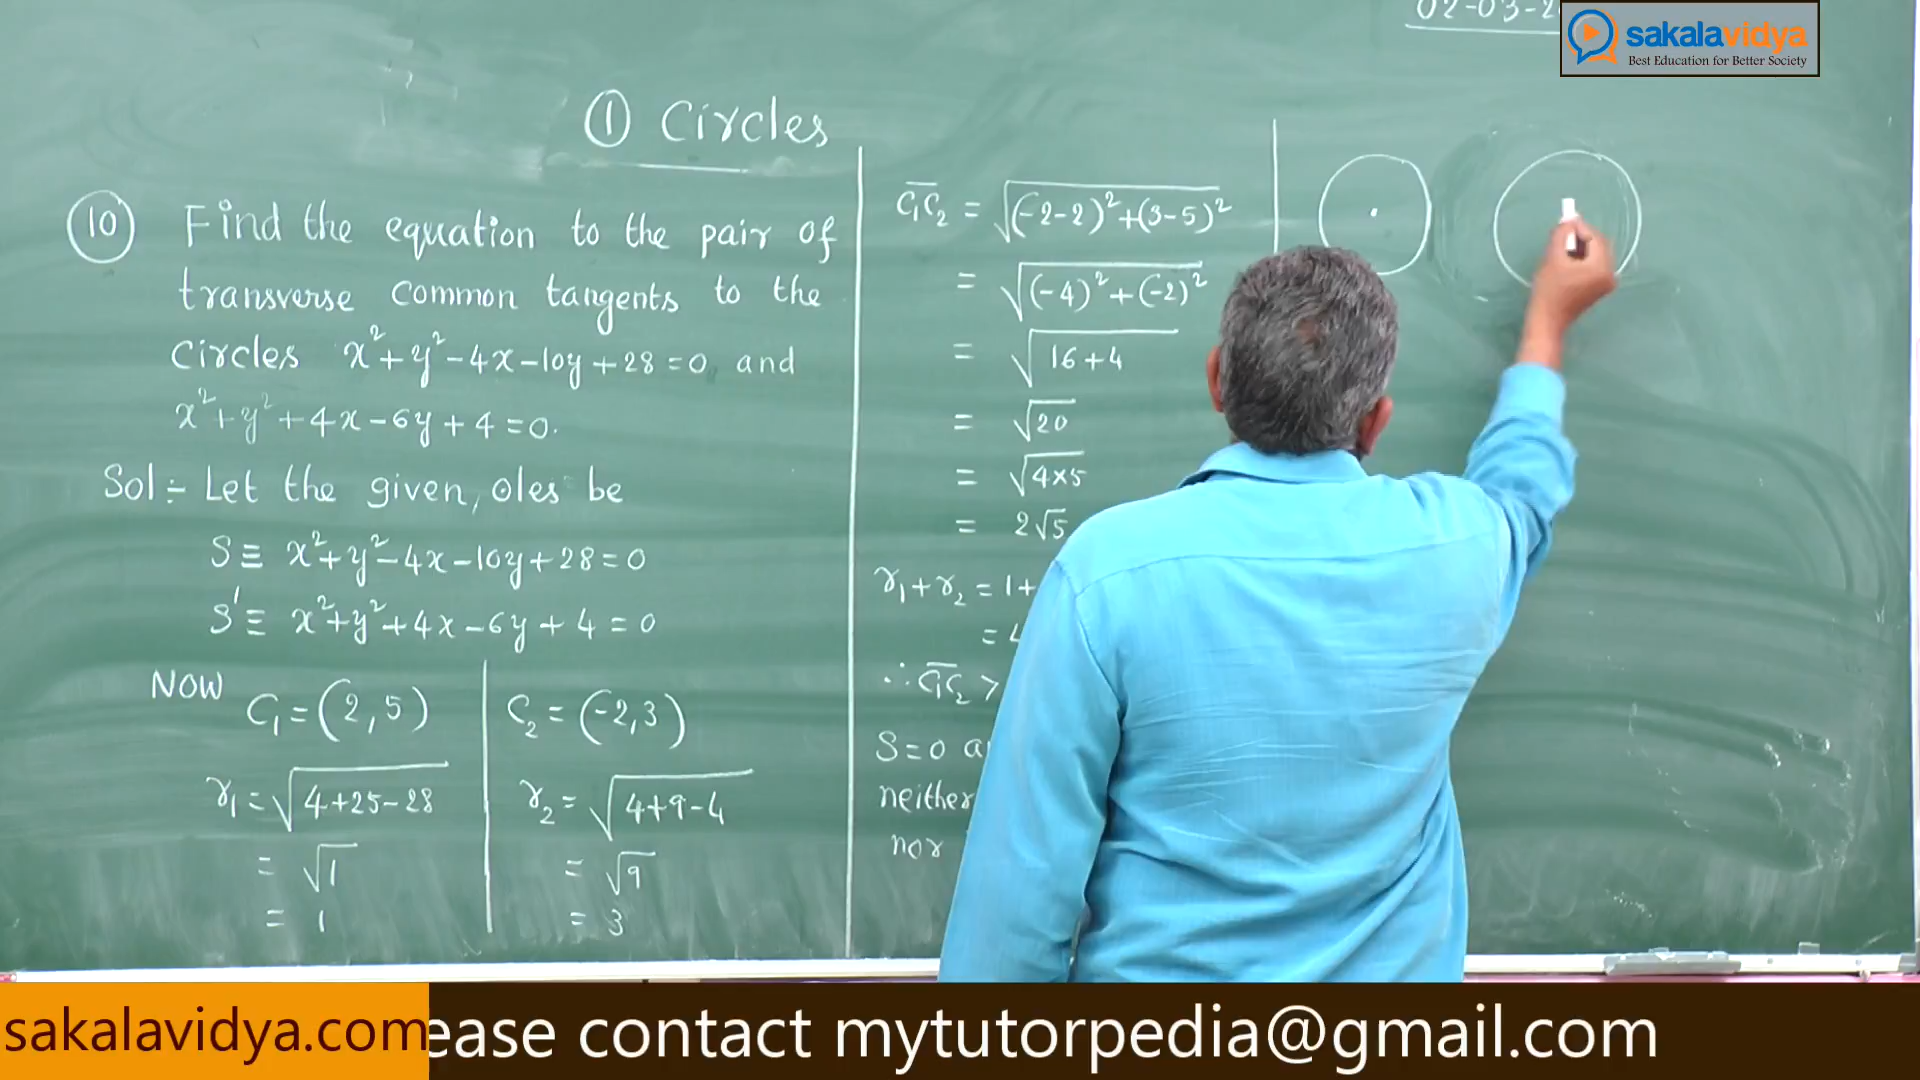 02-03-2
sakalavidya
Best Education for Better Society
① Circles
⑩ Find the equation to the pair of
transverse common tangents to the
Circles x²+y²-4x-10y+28=0 and
x²+y²+4x-6y+4=0.
Sol:- Let the given, oles be
S≡ x²+y²-4x-10y+28=0
S'≡ x²+y²+4x-6y+4=0
NOW
C₁=(2,5)
r₁=√4+25-28
= √1
= 1
C₂=(-2,3)
r₂=√4+9-4
= √9
= 3
C₁C₂ = √(-2-2)²+(3-5)²
= √(-4)²+(-2)²
= √16+4
= √20
= √4×5
= 2√5
r₁+r₂ = 1+
= 4
∴ C₁C₂ >
S=0 a
neither
nor
sakalavidya.com
ease contact mytutorpedia@gmail.com